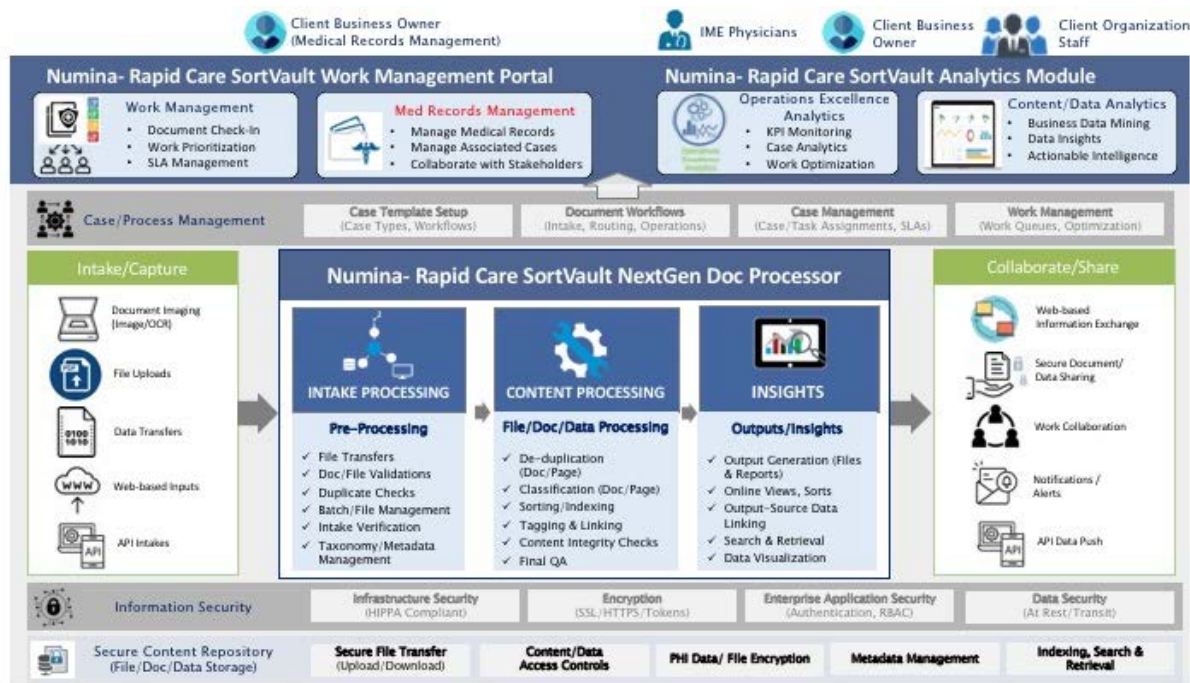 Client Business Owner
(Medical Records Management)
IME Physicians
Client Business
Owner
Client Organization
Staff
Numina- Rapid Care SortVault Work Management Portal
Numina- Rapid Care SortVault Analytics Module
Work Management
• Document Check-In
• Work Prioritization
• SLA Management
Med Records Management
• Manage Medical Records
• Manage Associated Cases
• Collaborate with Stakeholders
Operations Excellence
Analytics
• KPI Monitoring
• Case Analytics
• Work Optimization
Content/Data Analytics
• Business Data Mining
• Data Insights
• Actionable Intelligence
Case/Process Management
Case Template Setup
(Case Types, Workflows)
Document Workflows
(Intake, Routing, Operations)
Case Management
(Case/Task Assignments, SLAs)
Work Management
(Work Queues, Optimization)
Intake/Capture
Document Imaging
(Image/OCR)
File Uploads
0100
1010
Data Transfers
WWW
Web-based Inputs
API
API Intakes
Numina- Rapid Care SortVault NextGen Doc Processor
INTAKE PROCESSING
Pre-Processing
✓ File Transfers
✓ Doc/File Validations
✓ Duplicate Checks
✓ Batch/File Management
✓ Intake Verification
✓ Taxonomy/Metadata
Management
CONTENT PROCESSING
File/Doc/Data Processing
✓ De-duplication
(Doc/Page)
✓ Classification (Doc/Page)
✓ Sorting/Indexing
✓ Tagging & Linking
✓ Content Integrity Checks
✓ Final QA
INSIGHTS
Outputs/Insights
✓ Output Generation (Files
& Reports)
✓ Online Views, Sorts
✓ Output-Source Data
Linking
✓ Search & Retrieval
✓ Data Visualization
Collaborate/Share
Web-based
Information Exchange
Secure Document/
Data Sharing
Work Collaboration
Notifications /
Alerts
API
API Data Push
Information Security
Infrastructure Security
(HIPPA Compliant)
Encryption
(SSL/HTTPS/Tokens)
Enterprise Application Security
(Authentication, RBAC)
Data Security
(At Rest/Transit)
Secure Content Repository
(File/Doc/Data Storage)
Secure File Transfer
(Upload/Download)
Content/Data
Access Controls
PHI Data/ File Encryption
Metadata Management
Indexing, Search &
Retrieval